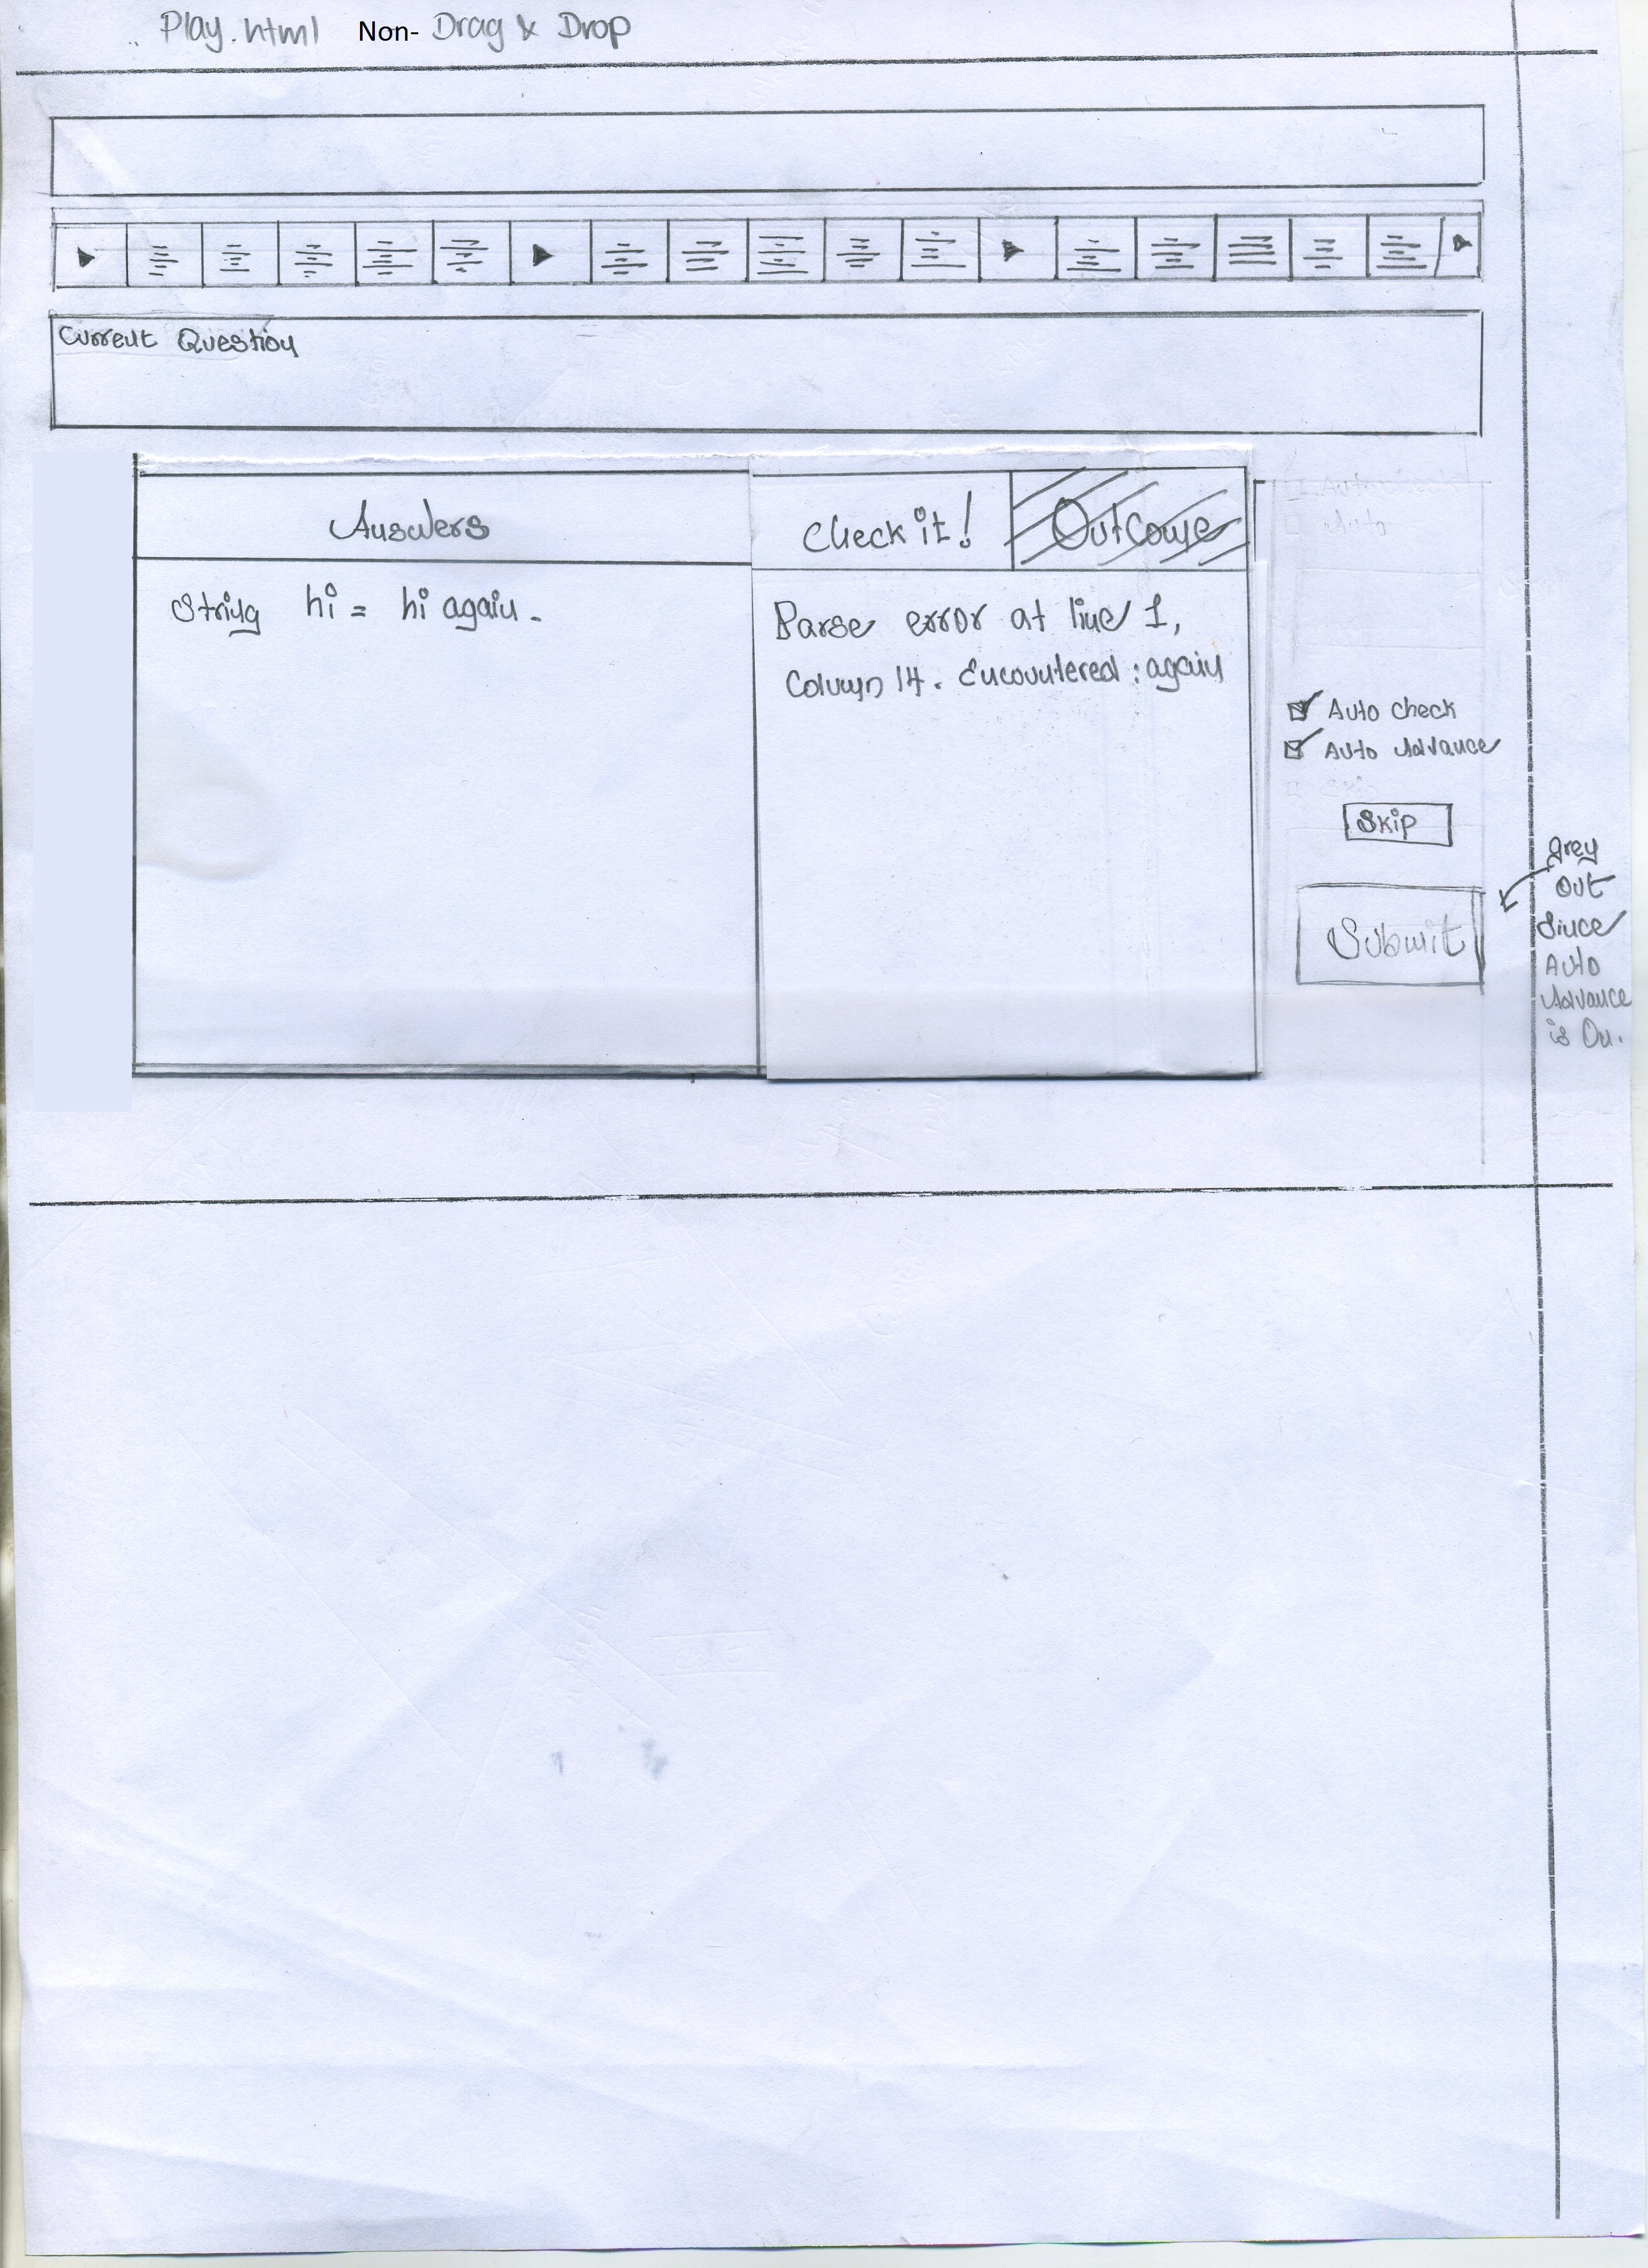 Play.html Non- Drag & Drop
Current Question
Answers
Check it!
Outcome
String hi = hi again.
Parse error at line 1,
Column 14. Encountered : again
Auto check
Auto Advance
Skip
Submit
grey
out
Since
Auto
Advance
is On.